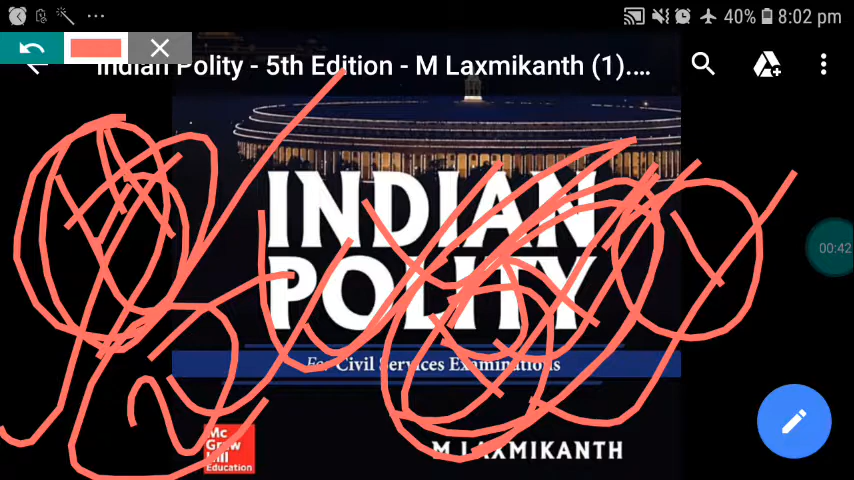 40% 8:02 pm
Indian Polity - 5th Edition - M Laxmikanth (1)....
INDIAN
POLITY
00:42
For Civil Services Examinations
Mc
Graw
Hill
Education
M LAXMIKANTH